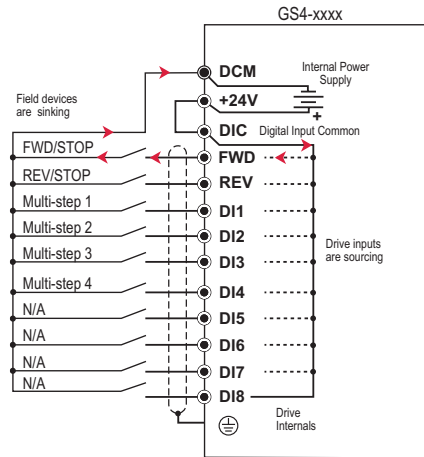 GS4-xxxx
DCM
Internal Power
Supply
+24V
+
Field devices
are sinking
DIC
Digital Input Common
FWD/STOP
FWD
REV/STOP
REV
Multi-step 1
DI1
Multi-step 2
DI2
Multi-step 3
DI3
Drive inputs
are sourcing
Multi-step 4
DI4
N/A
DI5
N/A
DI6
N/A
DI7
N/A
DI8
Drive
Internals